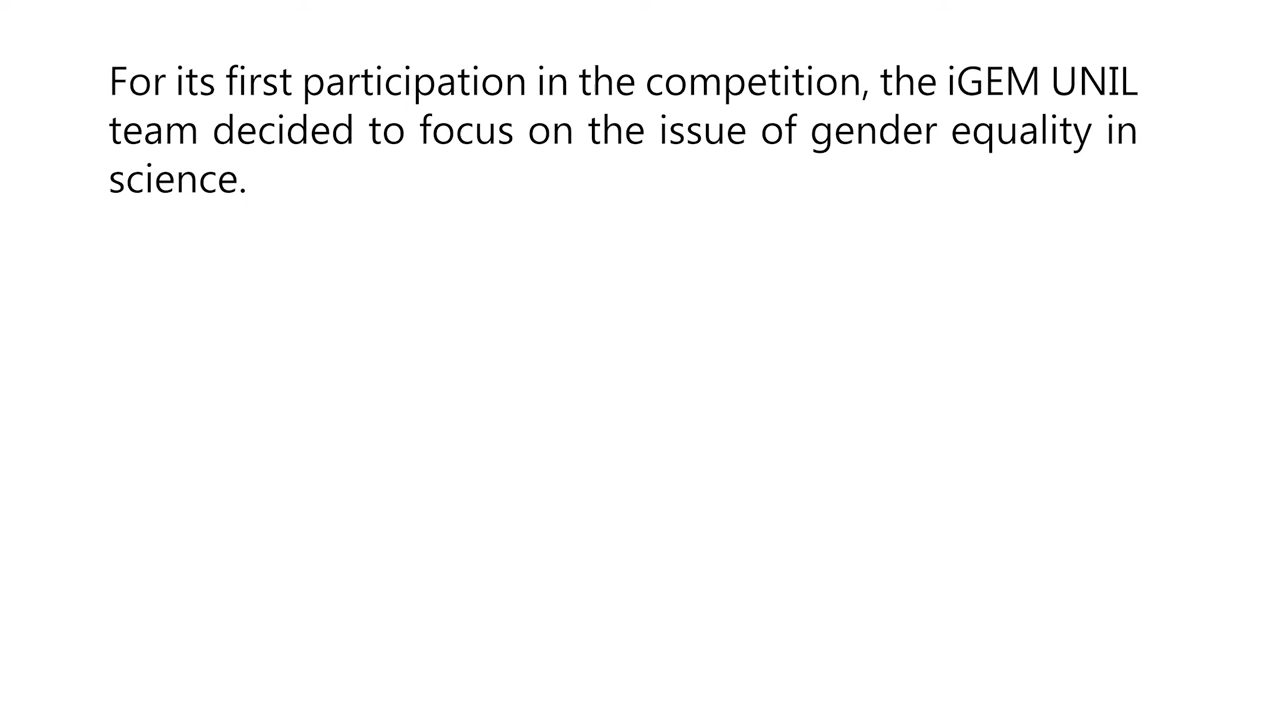 For its first participation in the competition, the iGEM UNIL
team decided to focus on the issue of gender equality in
science.